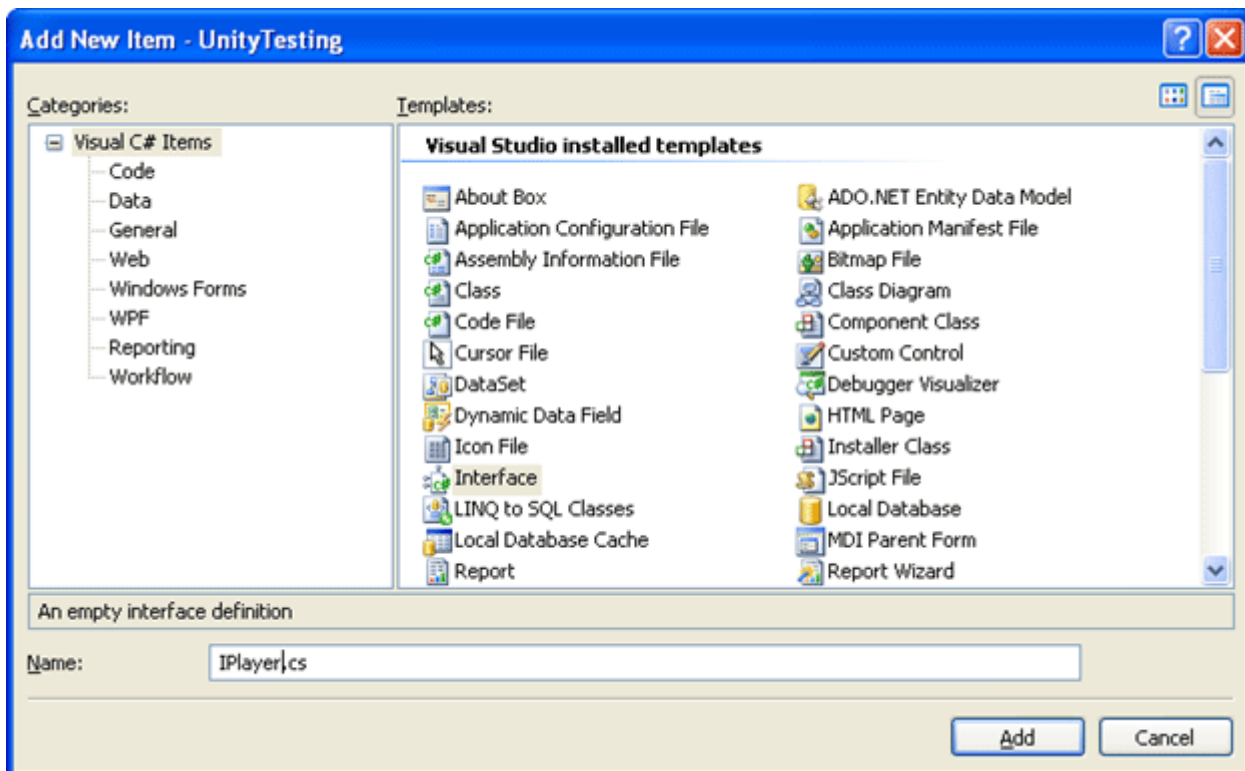 Add New Item - UnityTesting
Categories:
Templates:
Visual C# Items
Code
Data
General
Web
Windows Forms
WPF
Reporting
Workflow
Visual Studio installed templates
About Box
ADO.NET Entity Data Model
Application Configuration File
Application Manifest File
Assembly Information File
Bitmap File
Class
Class Diagram
Code File
Component Class
Cursor File
Custom Control
DataSet
Debugger Visualizer
Dynamic Data Field
HTML Page
Icon File
Installer Class
Interface
JScript File
LINQ to SQL Classes
Local Database
Local Database Cache
MDI Parent Form
Report
Report Wizard
An empty interface definition
Name:
IPlayer.cs
Add
Cancel